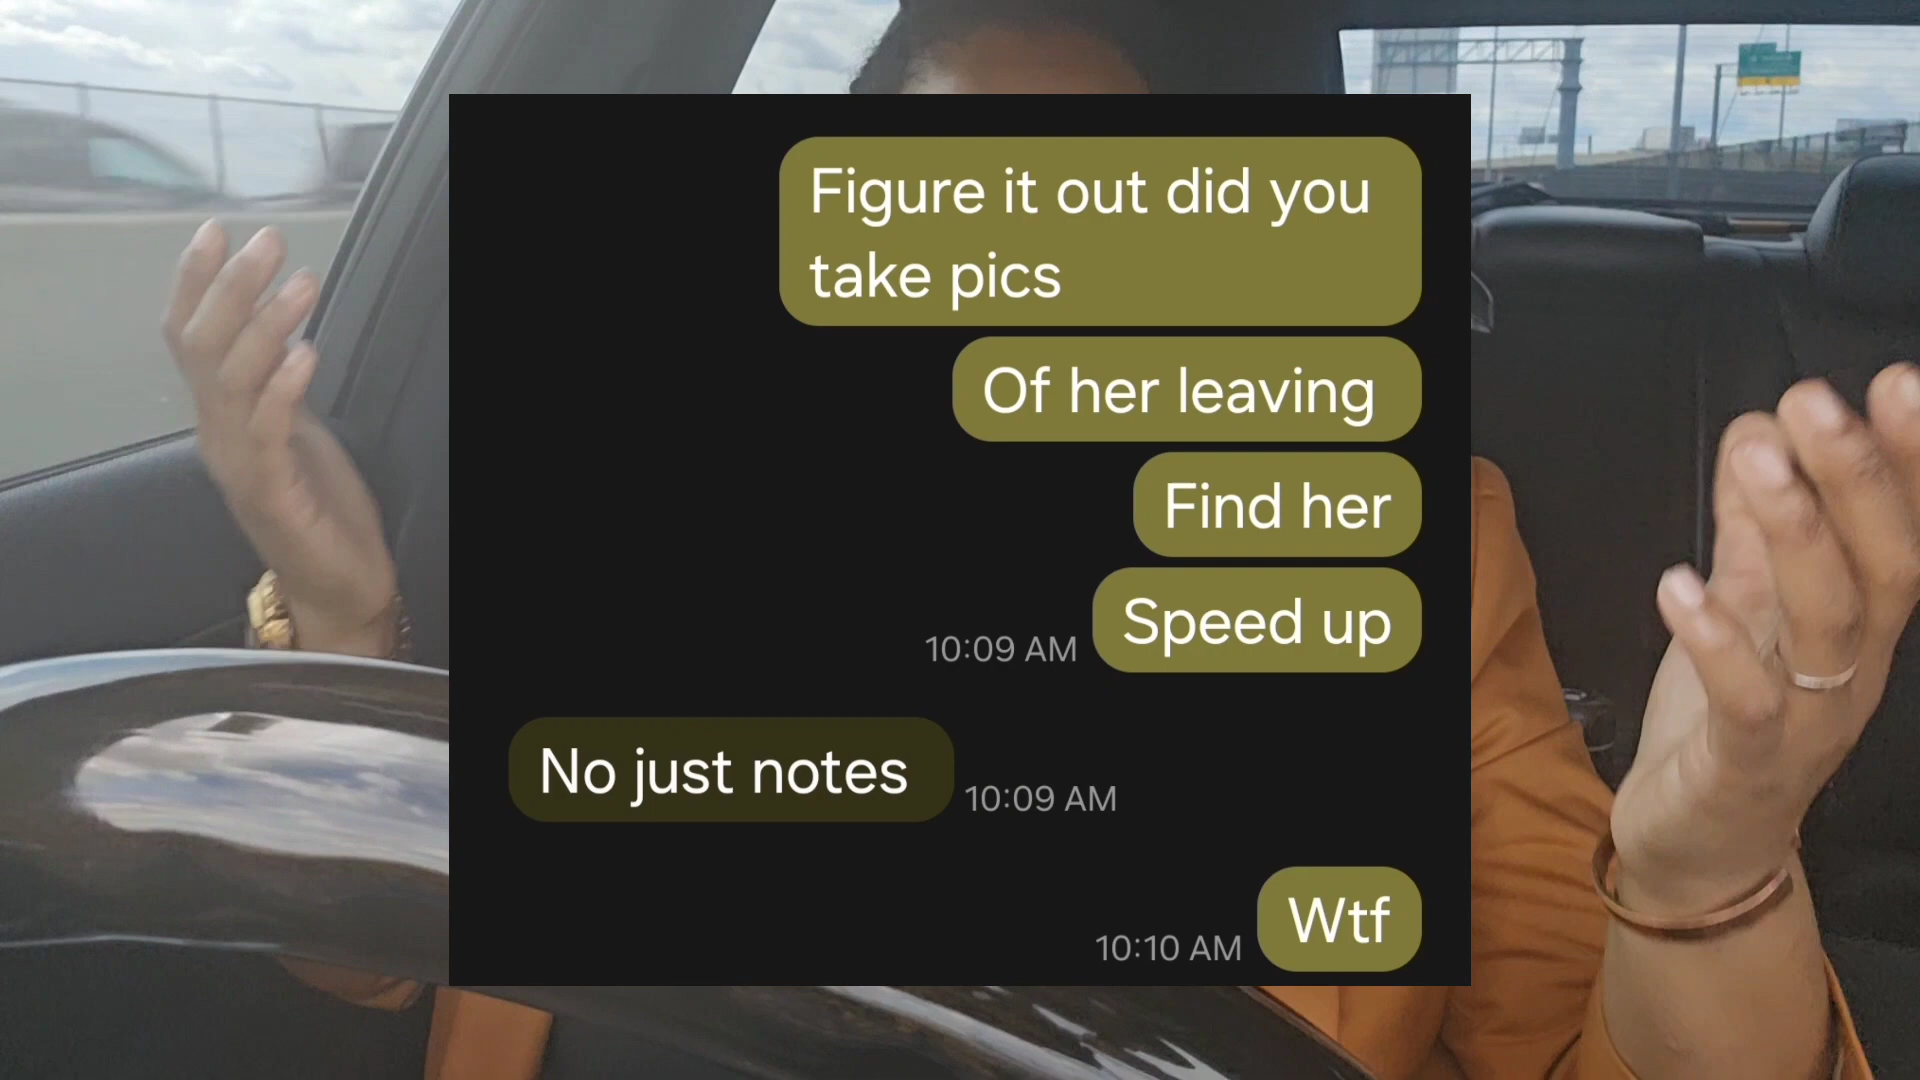 Figure it out did you
take pics
Of her leaving
Find her
10:09 AM
Speed up
No just notes
10:09 AM
10:10 AM
Wtf